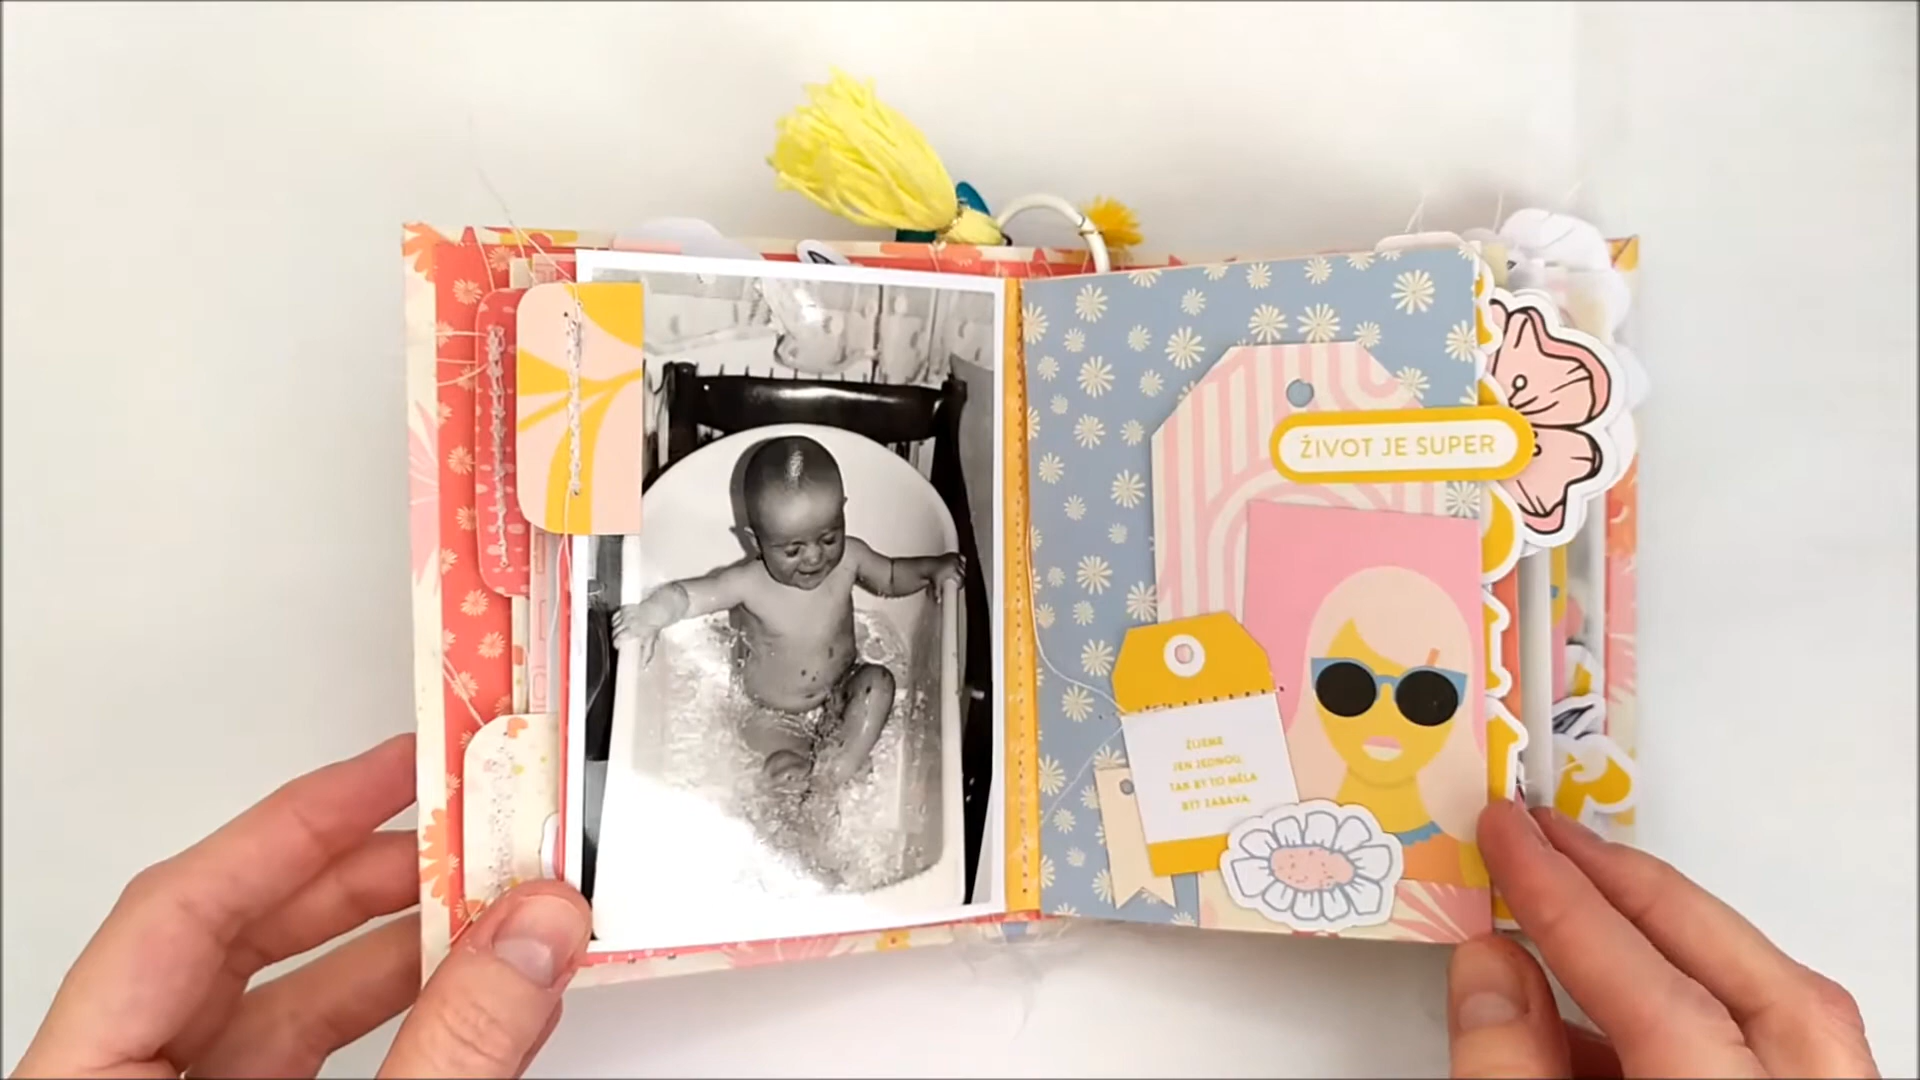 ŽIVOT JE SUPER
ŽIJEME
JEN JEDNOU,
TAK BY TO MĚLA
BÝT ZÁBAVA.